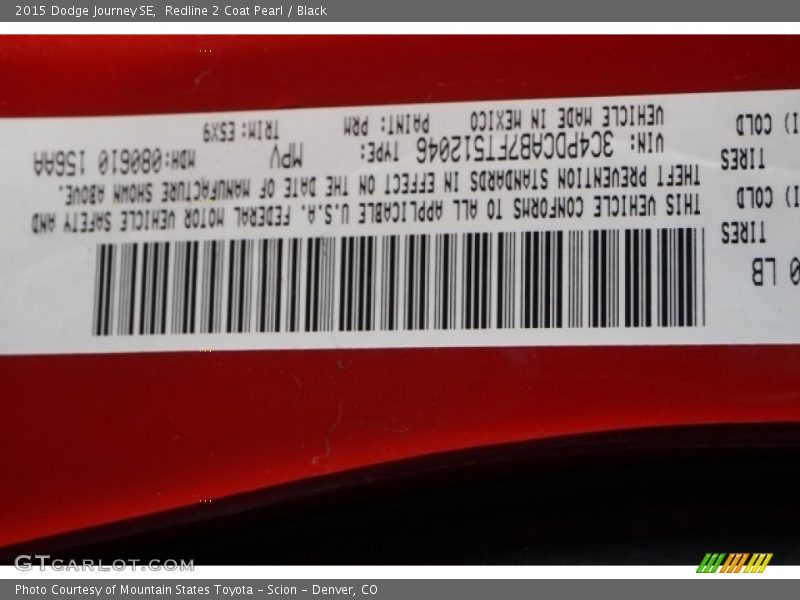 2015 Dodge Journey SE, Redline 2 Coat Pearl / Black
0 LB
TIRES
I) COLD
TIRES
I) COLD
THIS VEHICLE CONFORMS TO ALL APPLICABLE U.S.A. FEDERAL MOTOR VEHICLE SAFETY AND
THEFT PREVENTION STANDARDS IN EFFECT ON THE DATE OF MANUFACTURE SHOWN ABOVE.
VIN: 3C4PDCAB7FT512046 TYPE: MPV MDH:080610 156AA
VEHICLE MADE IN MEXICO PAINT: PRM TRIM: ESX9
GTCARLOT.COM
Photo Courtesy of Mountain States Toyota - Scion - Denver, CO